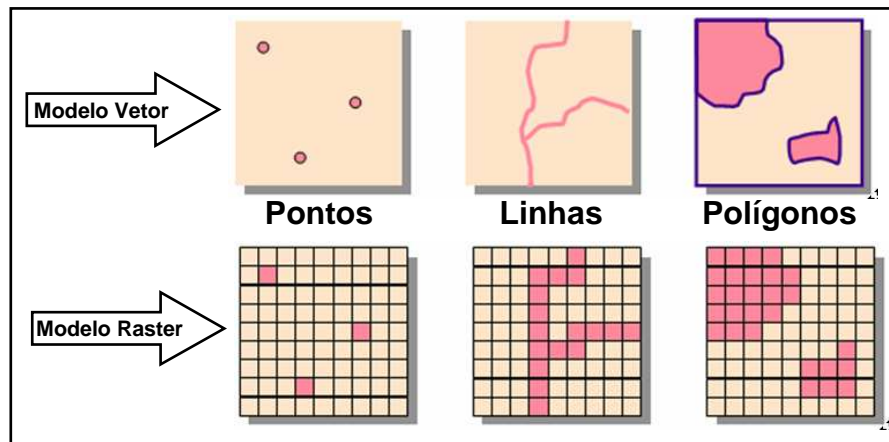 Modelo Vetor
Pontos
Linhas
Polígonos
Modelo Raster